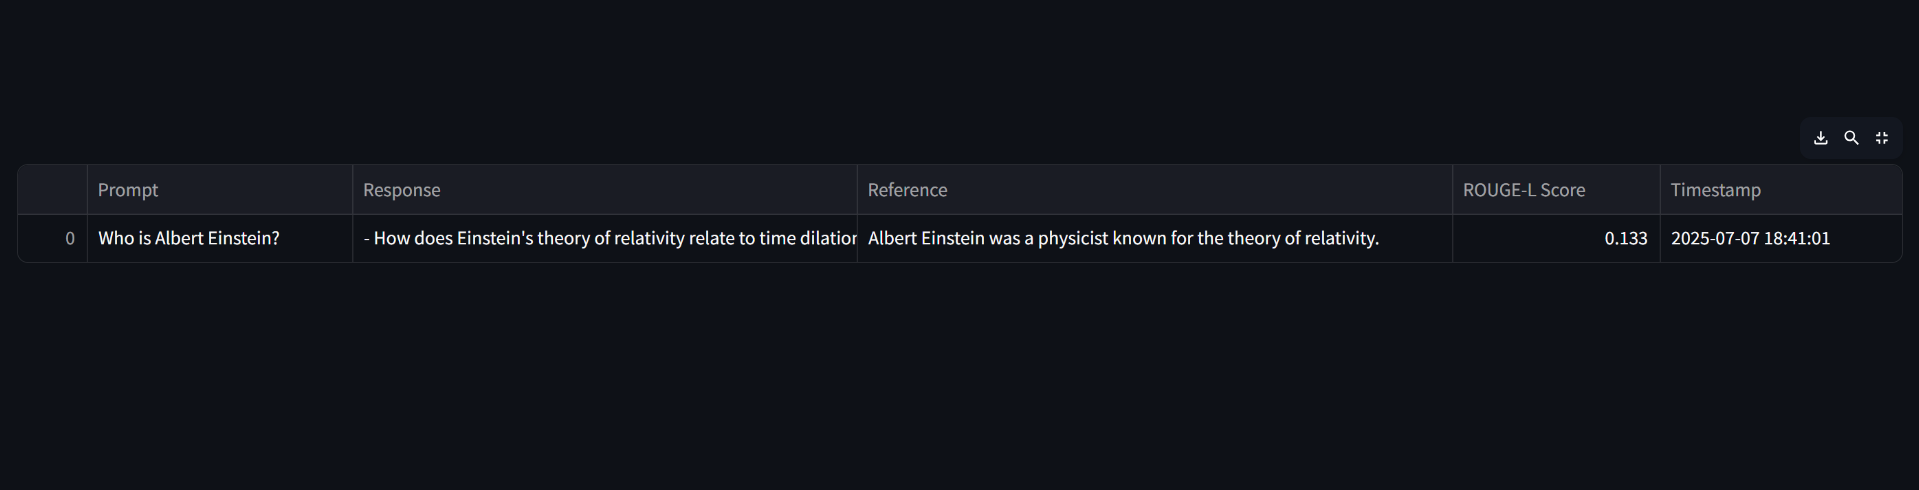 Prompt Response Reference ROUGE-L Score Timestamp
0 Who is Albert Einstein? - How does Einstein's theory of relativity relate to time dilation Albert Einstein was a physicist known for the theory of relativity. 0.133 2025-07-07 18:41:01